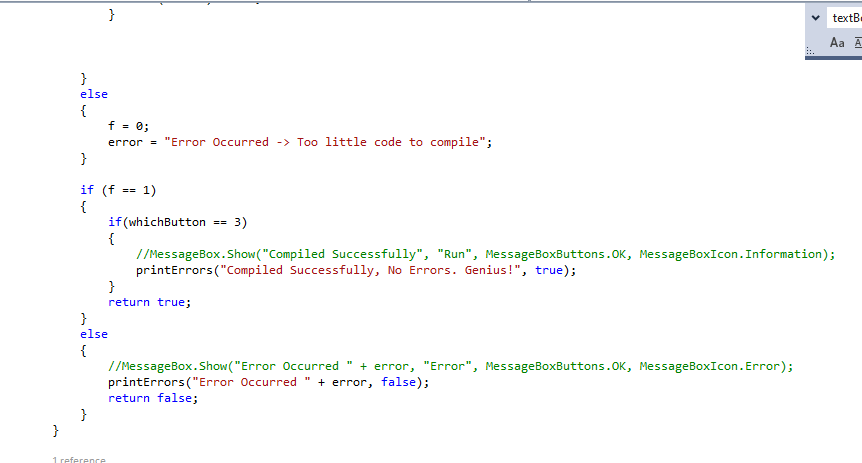 }
textB
Aa
}
else
{
f = 0;
error = "Error Occurred -> Too little code to compile";
}
if (f == 1)
{
if(whichButton == 3)
{
//MessageBox.Show("Compiled Successfully", "Run", MessageBoxButtons.OK, MessageBoxIcon.Information);
printErrors("Compiled Successfully, No Errors. Genius!", true);
}
return true;
}
else
{
//MessageBox.Show("Error Occurred " + error, "Error", MessageBoxButtons.OK, MessageBoxIcon.Error);
printErrors("Error Occurred " + error, false);
return false;
}
}
1 reference